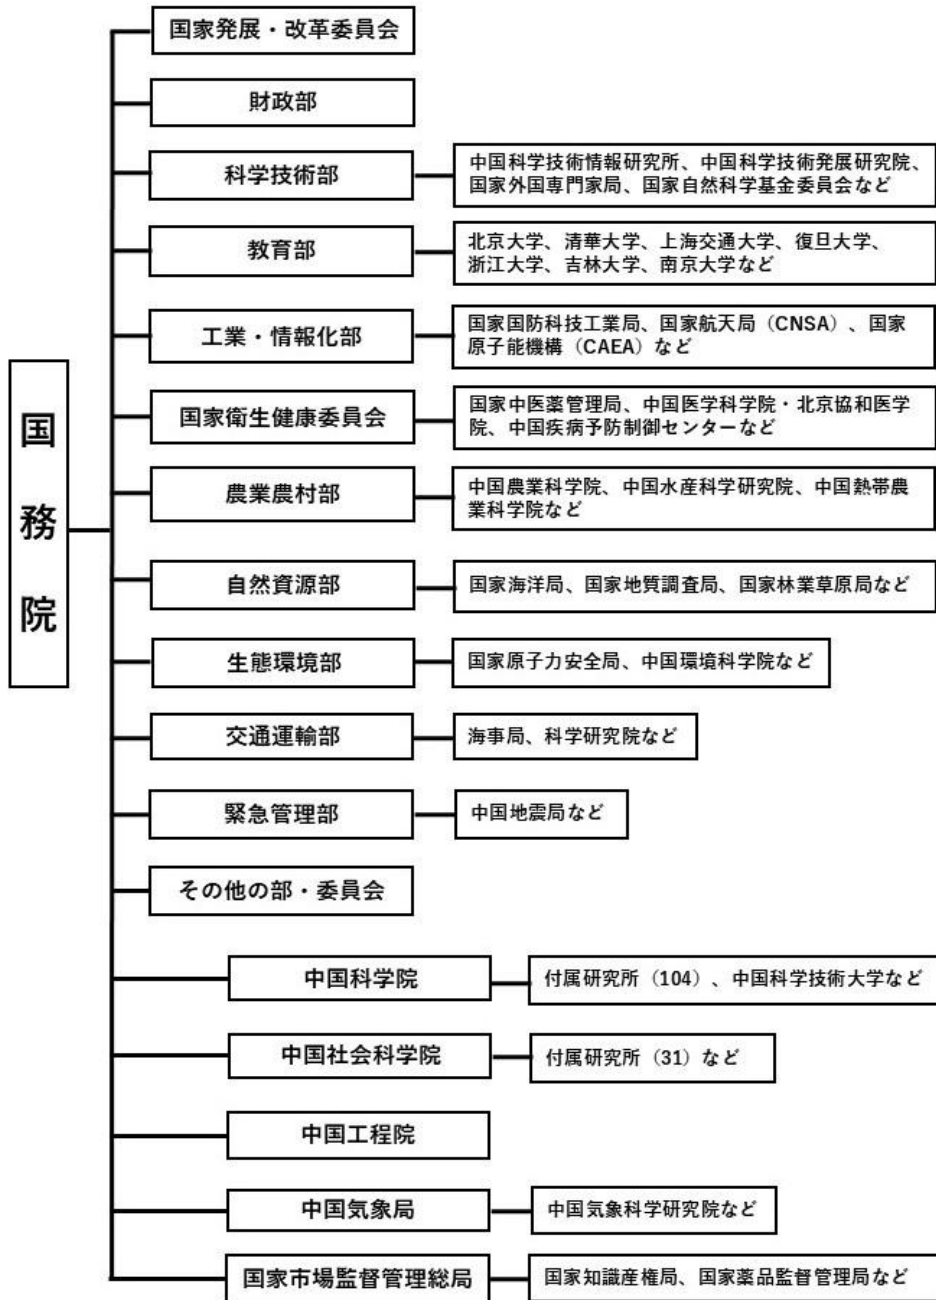 国務院
国家発展・改革委員会
財政部
科学技術部
中国科学技術情報研究所、中国科学技術発展研究院、
国家外国専門家局、国家自然科学基金委員会など
教育部
北京大学、清華大学、上海交通大学、復旦大学、
浙江大学、吉林大学、南京大学など
工業・情報化部
国家国防科技工業局、国家航天局（CNSA）、国家
原子能機構（CAEA）など
国家衛生健康委員会
国家中医薬管理局、中国医学科学院・北京協和医学
院、中国疾病予防制御センターなど
農業農村部
中国農業科学院、中国水産科学研究院、中国熱帯農
業科学院など
自然資源部
国家海洋局、国家地質調査局、国家林業草原局など
生態環境部
国家原子力安全局、中国環境科学院など
交通運輸部
海事局、科学研究院など
緊急管理部
中国地震局など
その他の部・委員会
中国科学院
付属研究所（104）、中国科学技術大学など
中国社会科学院
付属研究所（31）など
中国工程院
中国気象局
中国気象科学研究院など
国家市場監督管理総局
国家知識産権局、国家薬品監督管理局など